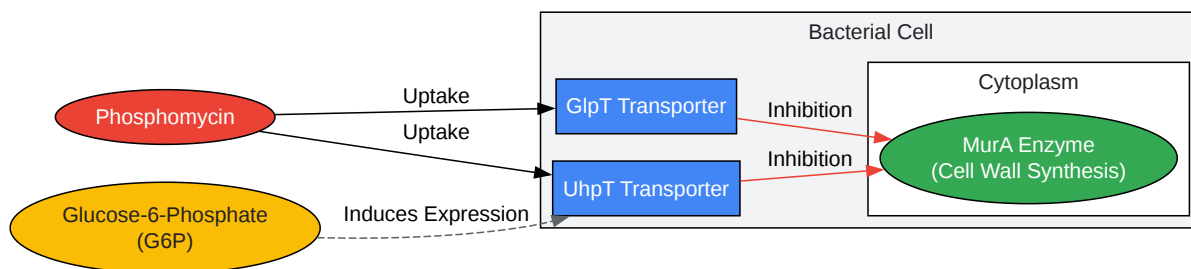 Bacterial Cell
Cytoplasm
Phosphomycin
Uptake
Uptake
GlpT Transporter
Inhibition
UhpT Transporter
Inhibition
MurA Enzyme
(Cell Wall Synthesis)
Glucose-6-Phosphate
(G6P)
Induces Expression